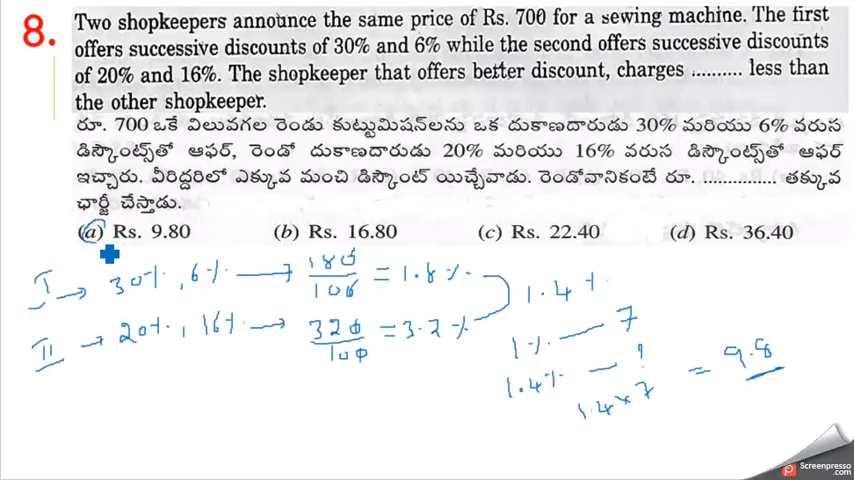 8.
Two shopkeepers announce the same price of Rs. 700 for a sewing machine. The first
offers successive discounts of 30% and 6% while the second offers successive discounts
of 20% and 16%. The shopkeeper that offers better discount, charges .......... less than
the other shopkeeper.
రూ. 700 ఒకే విలువగల రెండు కుట్టుమిషన్‌లను ఒక దుకాణదారుడు 30% మరియు 6% వరుస
డిస్కౌంట్స్‌తో ఆఫర్, రెండో దుకాణదారుడు 20% మరియు 16% వరుస డిస్కౌంట్స్‌తో ఆఫర్
ఇచ్చారు. వీరిద్దరిలో ఎక్కువ మంచి డిస్కౌంట్ యిచ్చేవాడు. రెండోవానికంటే రూ. .............. తక్కువ
ఛార్జీ చేస్తాడు.
(a) Rs. 9.80 (b) Rs. 16.80 (c) Rs. 22.40 (d) Rs. 36.40
I → 30%, 6% → 180/100 = 1.8%
1.4%
II → 20%, 16% → 320/100 = 3.2%
1% — 7
1.4% — ?
1.4×7 = 9.8
Screenpresso.com